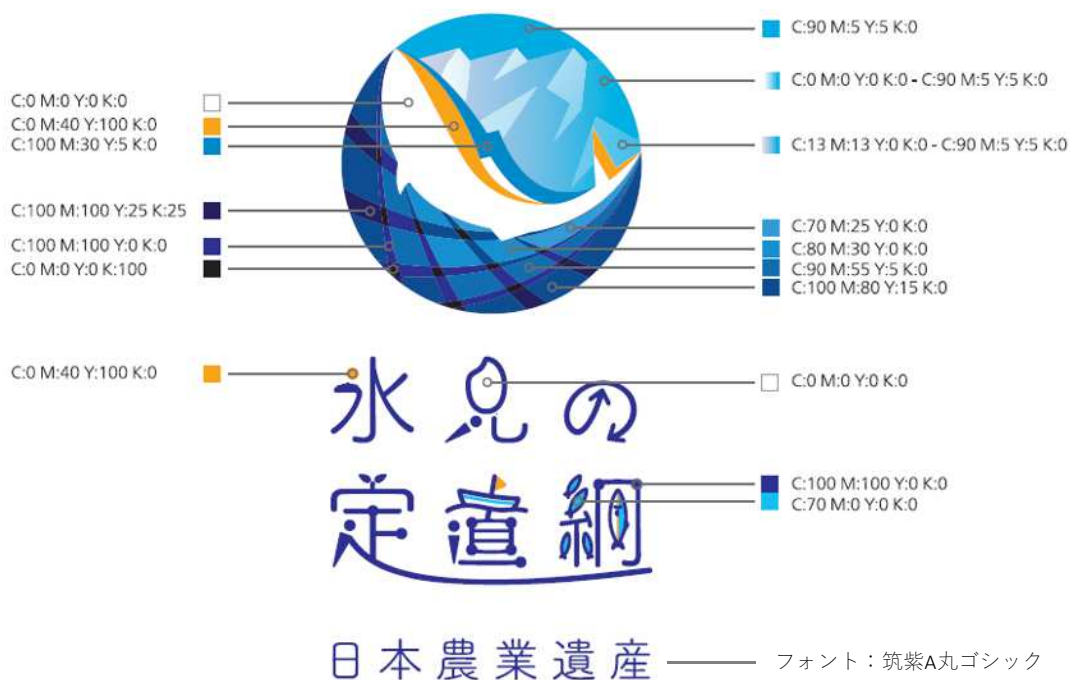 C:90 M:5 Y:5 K:0
C:0 M:0 Y:0 K:0 - C:90 M:5 Y:5 K:0
C:13 M:13 Y:0 K:0 - C:90 M:5 Y:5 K:0
C:0 M:0 Y:0 K:0
C:0 M:40 Y:100 K:0
C:100 M:30 Y:5 K:0
C:100 M:100 Y:25 K:25
C:100 M:100 Y:0 K:0
C:0 M:0 Y:0 K:100
C:70 M:25 Y:0 K:0
C:80 M:30 Y:0 K:0
C:90 M:55 Y:5 K:0
C:100 M:80 Y:15 K:0
C:0 M:40 Y:100 K:0
氷見の
C:0 M:0 Y:0 K:0
定置網
C:100 M:100 Y:0 K:0
C:70 M:0 Y:0 K:0
日本農業遺産
フォント：筑紫A丸ゴシック